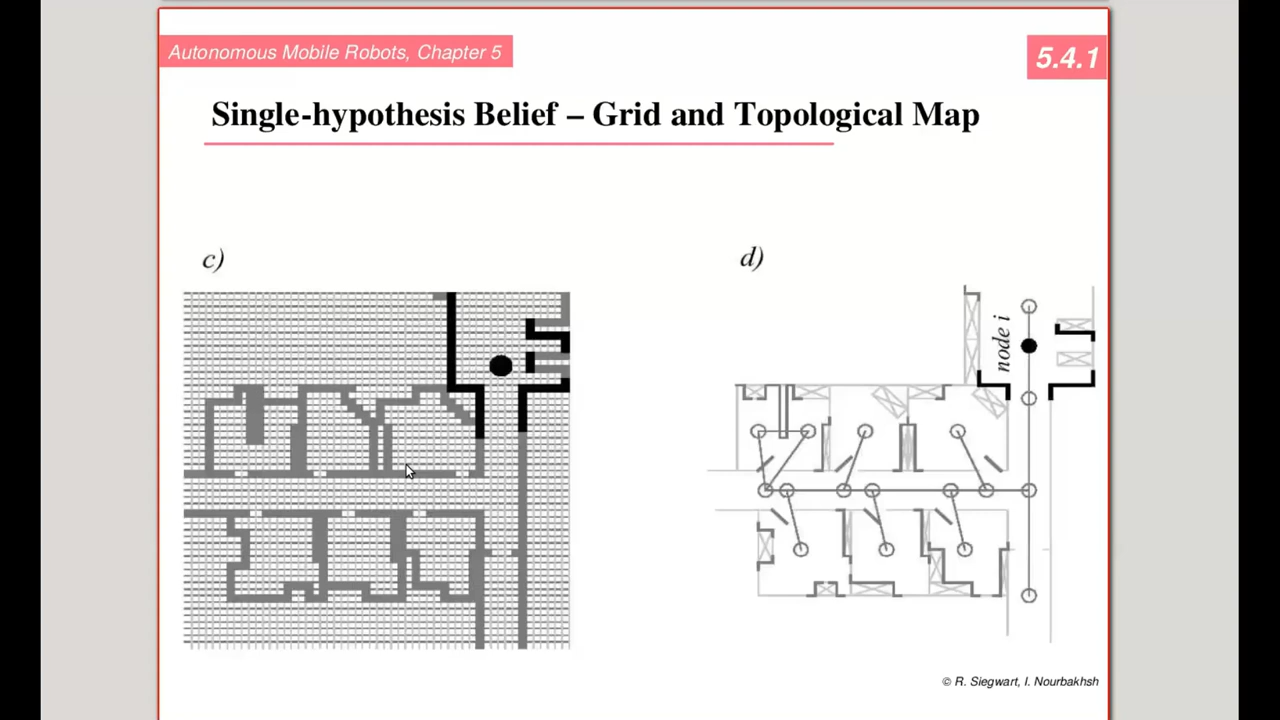 Autonomous Mobile Robots, Chapter 5
5.4.1
Single-hypothesis Belief – Grid and Topological Map
c)
d)
node i
© R. Siegwart, I. Nourbakhsh